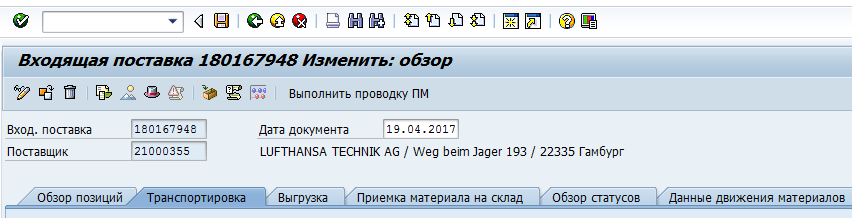 Входящая поставка 180167948 Изменить: обзор
Выполнить проводку ПМ
Вход. поставка 180167948 Дата документа 19.04.2017
Поставщик 21000355 LUFTHANSA TECHNIK AG / Weg beim Jager 193 / 22335 Гамбург
Обзор позиций Транспортировка Выгрузка Приемка материала на склад Обзор статусов Данные движения материалов